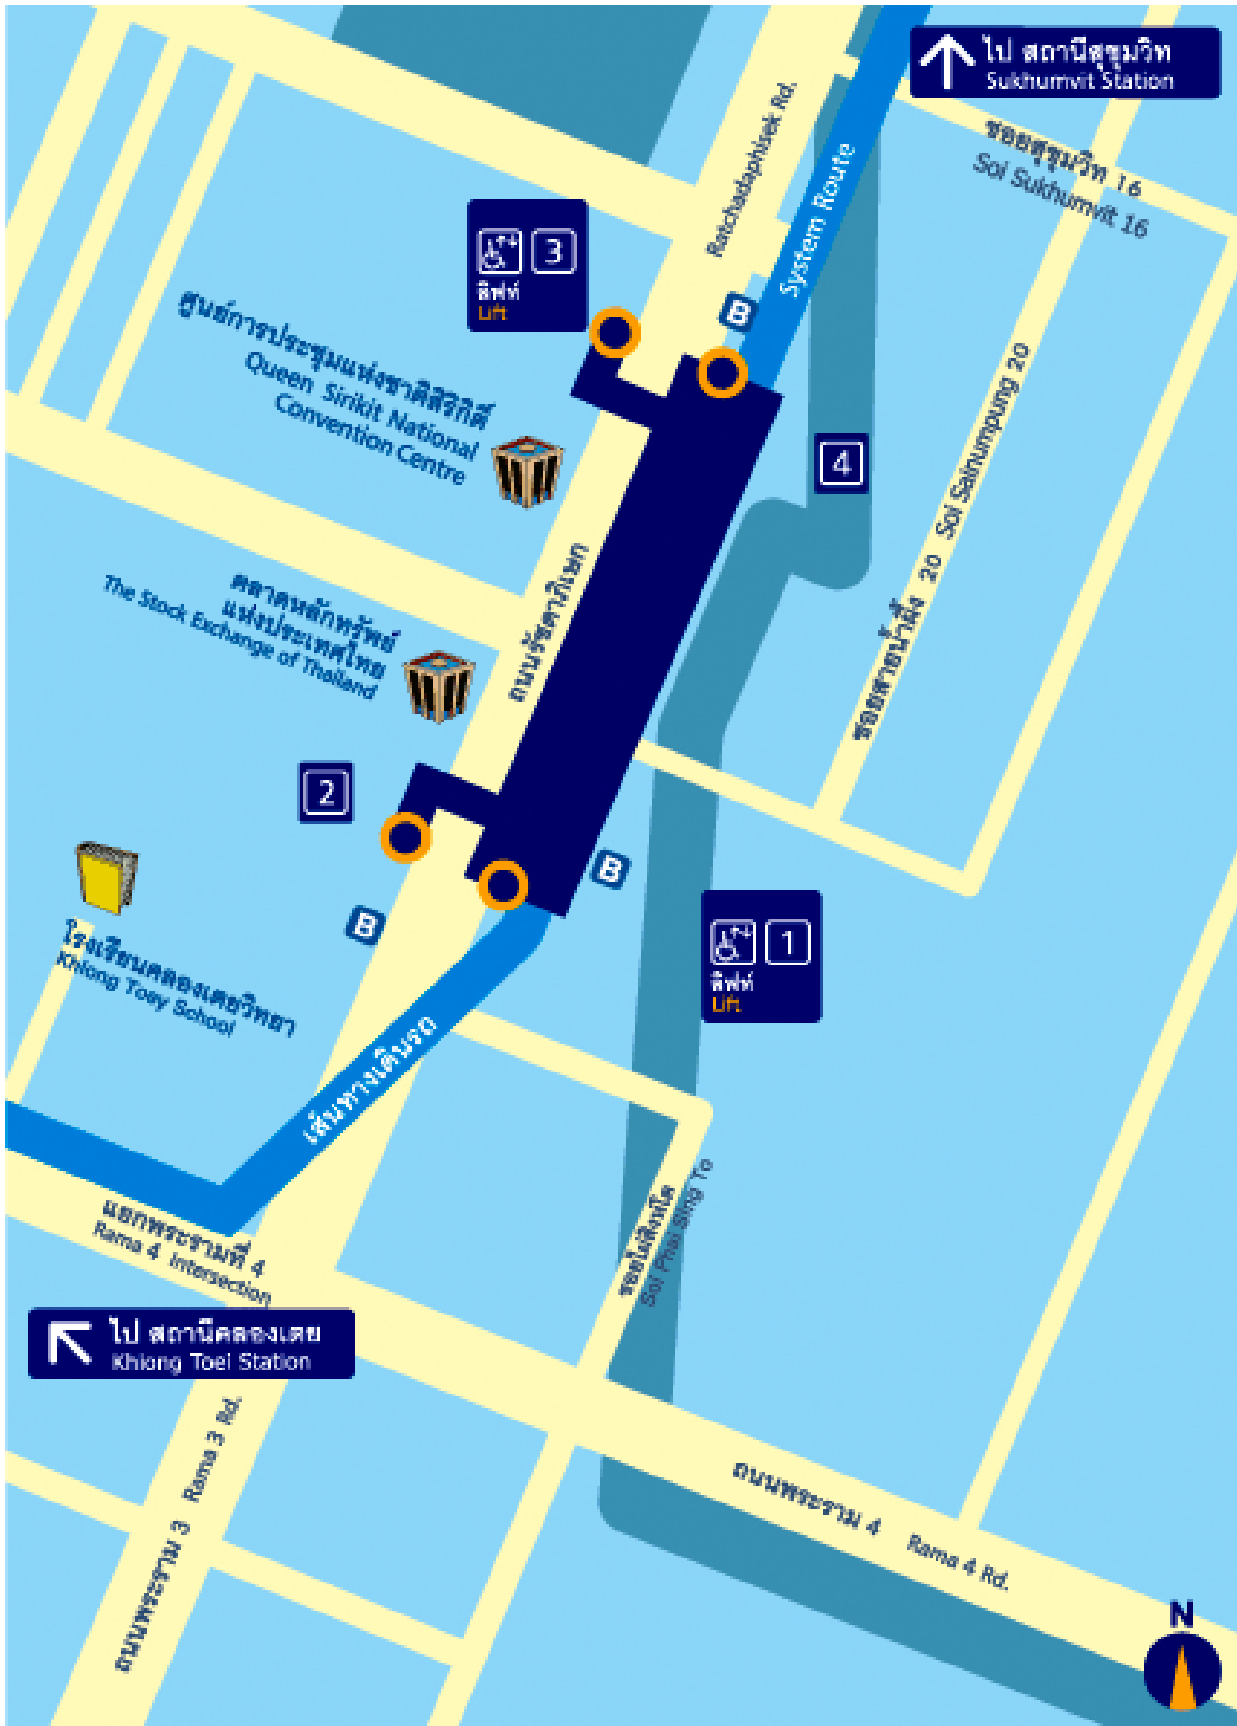 ไป สถานีสุขุมวิท
Sukhumvit Station
ซอยสุขุมวิท 16
Soi Sukhumvit 16
Ratchadaphisek Rd.
System Route
3
ลิฟท์
Lift
B
ศูนย์การประชุมแห่งชาติสิริกิติ์
Queen Sirikit National
Convention Centre
4
ซอยสายน้ำผึ้ง 20 Soi Sainumpung 20
ถนนรัชดาภิเษก
ตลาดหลักทรัพย์
แห่งประเทศไทย
The Stock Exchange of Thailand
2
B
B
1
ลิฟท์
Lift
โรงเรียนคลองเตยวิทยา
Khlong Toey School
เส้นทางเดินรถ
แยกพระรามที่ 4
Rama 4 Intersection
ซอยไผ่สิงห์โต
Soi Phai Sing To
ไป สถานีคลองเตย
Khlong Toei Station
ถนนพระราม 3 Rama 3 Rd.
ถนนพระราม 4 Rama 4 Rd.
N